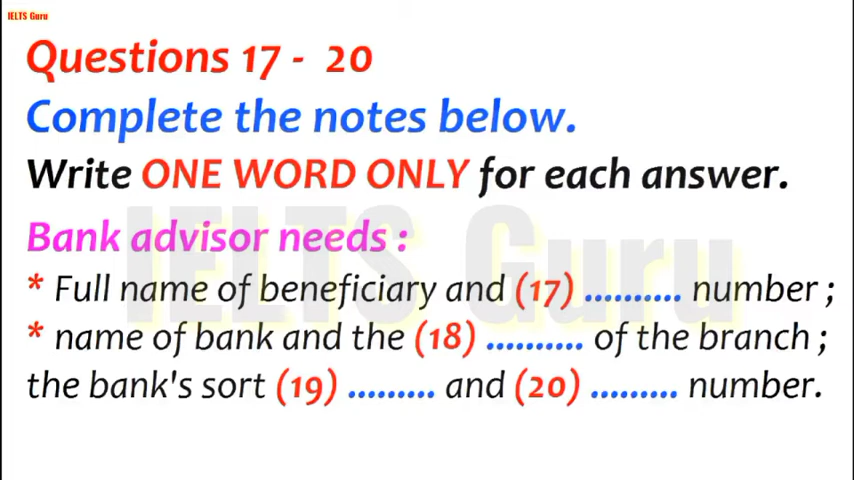 IELTS Guru
Questions 17 - 20
Complete the notes below.
Write ONE WORD ONLY for each answer.
IELTS Guru
Bank advisor needs :
* Full name of beneficiary and (17) .......... number ;
* name of bank and the (18) .......... of the branch ;
the bank's sort (19) ......... and (20) ......... number.